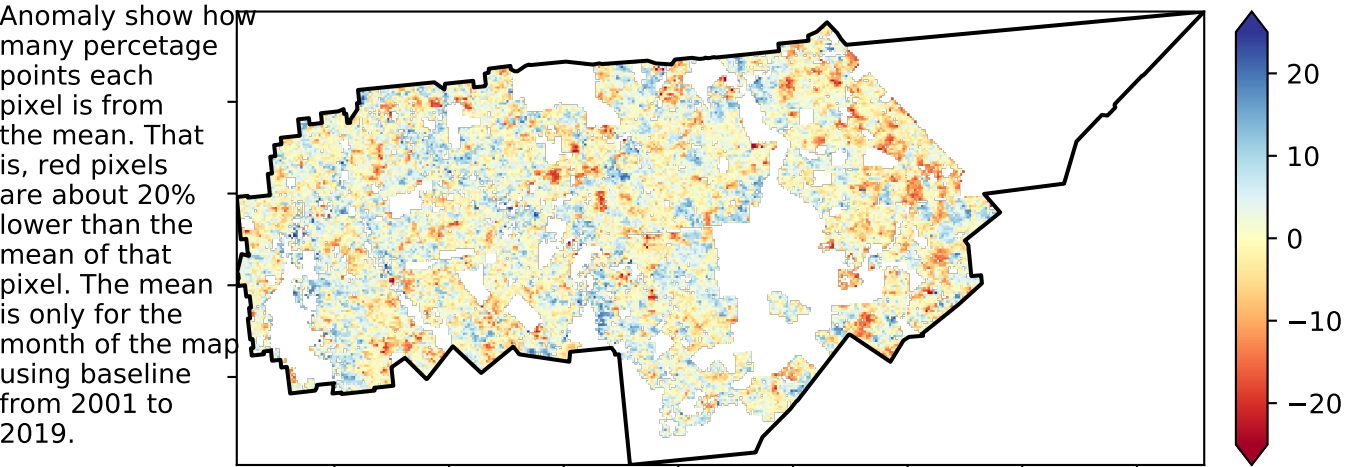 Anomaly show how
many percetage
points each
pixel is from
the mean. That
is, red pixels
are about 20%
lower than the
mean of that
pixel. The mean
is only for the
month of the map
using baseline
from 2001 to
2019.
20
10
0
−10
−20